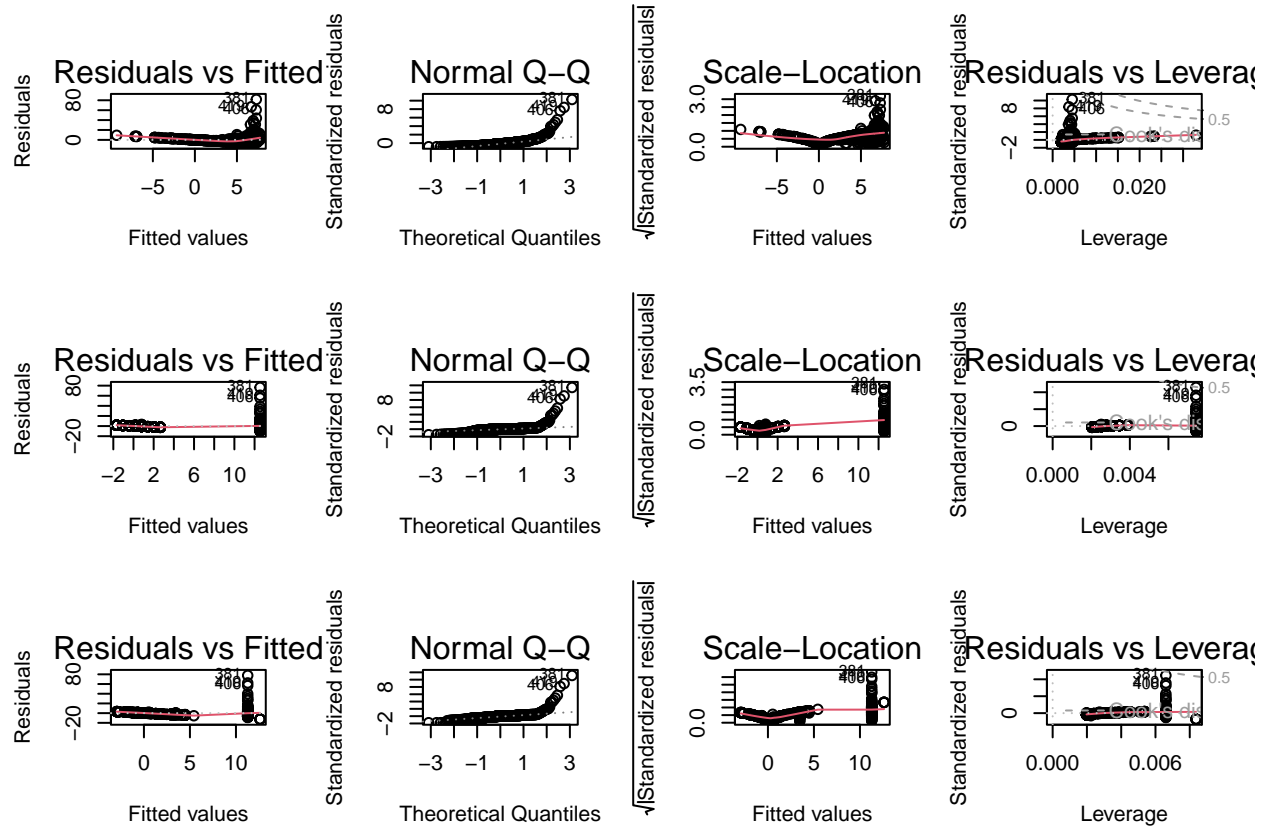 Residuals vs Fitted
Residuals
0 80
−5 0 5
Fitted values
381
406
Normal Q−Q
Standardized residuals
0 8
−3 −1 1 3
Theoretical Quantiles
381
406
Scale−Location
√|Standardized residuals|
0.0 3.0
−5 0 5
Fitted values
Residuals vs Leverag
Standardized residuals
−2 8
0.000 0.020
Leverage
381
406
0.5
Cook's dis
Residuals vs Fitted
Residuals
−20 80
−2 2 6 10
Fitted values
381
Normal Q−Q
Standardized residuals
−2 8
−3 −1 1 3
Theoretical Quantiles
381
406
Scale−Location
√|Standardized residuals|
0.0 3.5
−2 2 6 10
Fitted values
Residuals vs Leverag
Standardized residuals
0
0.000 0.004
Leverage
381
0.5
Cook's dis
Residuals vs Fitted
Residuals
−20 80
0 5 10
Fitted values
381
Normal Q−Q
Standardized residuals
−2 8
−3 −1 1 3
Theoretical Quantiles
381
406
Scale−Location
√|Standardized residuals|
0.0
0 5 10
Fitted values
Residuals vs Leverag
Standardized residuals
0
0.000 0.006
Leverage
381
0.5
Cook's dis